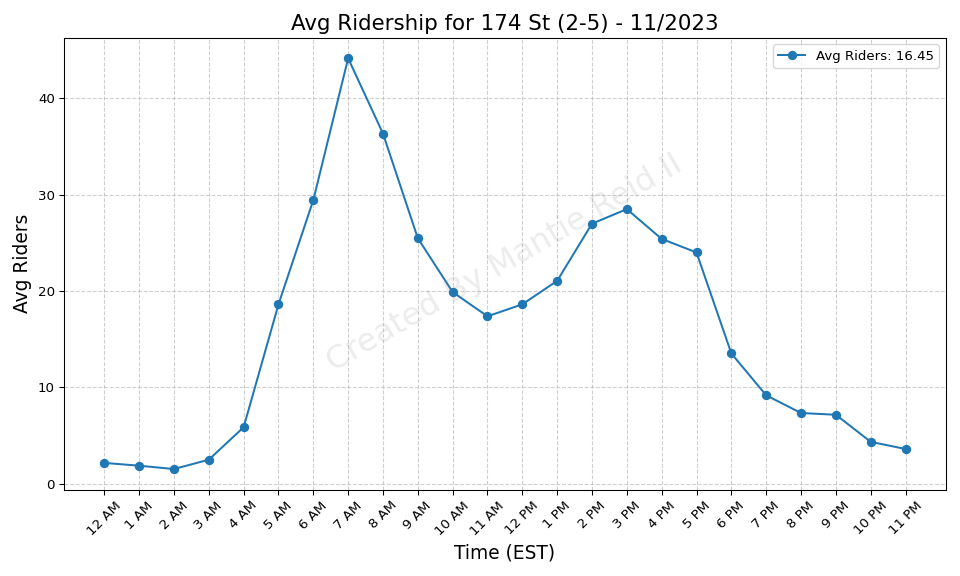 Avg Ridership for 174 St (2-5) - 11/2023
Avg Riders: 16.45
Avg Riders
40
30
20
10
0
Created By Mantie Reid II
12 AM
1 AM
2 AM
3 AM
4 AM
5 AM
6 AM
7 AM
8 AM
9 AM
10 AM
11 AM
12 PM
1 PM
2 PM
3 PM
4 PM
5 PM
6 PM
7 PM
8 PM
9 PM
10 PM
11 PM
Time (EST)